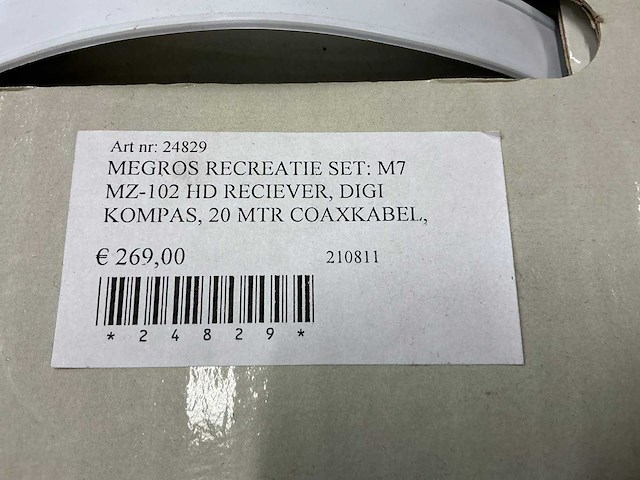 Art nr: 24829
MEGROS RECREATIE SET: M7
MZ-102 HD RECIEVER, DIGI
KOMPAS, 20 MTR COAXKABEL,
€ 269,00 210811
* 2 4 8 2 9 *